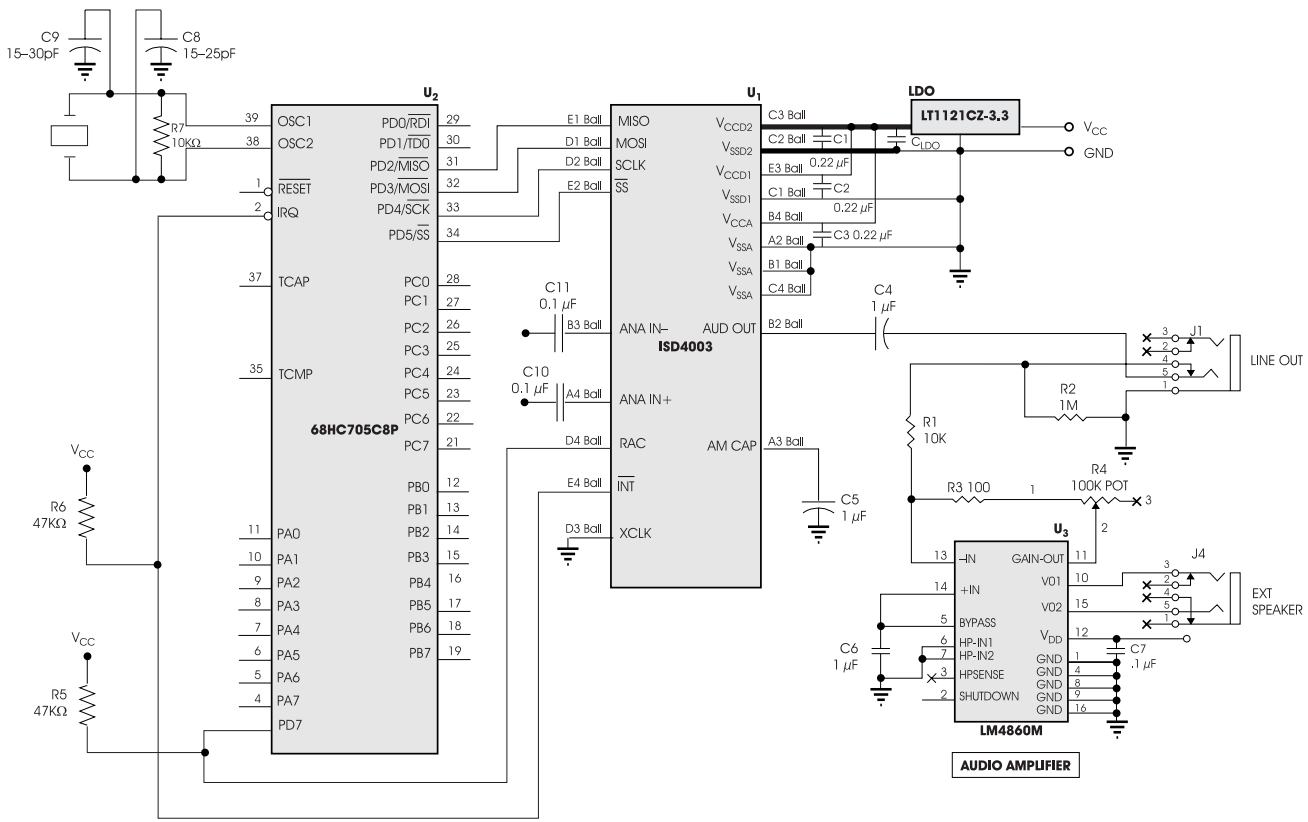 C9
15–30pF
C8
15–25pF
R7
10KΩ
U2
39 OSC1
38 OSC2
1 RESET
2 IRQ
37 TCAP
35 TCMP
68HC705C8P
11 PA0
10 PA1
9 PA2
8 PA3
7 PA4
6 PA5
5 PA6
4 PA7
PD7
PD0/RDI 29
PD1/TD0 30
PD2/MISO 31
PD3/MOSI 32
PD4/SCK 33
PD5/SS 34
PC0 28
PC1 27
PC2 26
PC3 25
PC4 24
PC5 23
PC6 22
PC7 21
PB0 12
PB1 13
PB2 14
PB3 15
PB4 16
PB5 17
PB6 18
PB7 19
VCC
R6
47KΩ
VCC
R5
47KΩ
U1
ISD4003
E1 Ball MISO
D1 Ball MOSI
D2 Ball SCLK
E2 Ball SS
C11
0.1 µF
B3 Ball ANA IN–
C10
0.1 µF
A4 Ball ANA IN+
D4 Ball RAC
E4 Ball INT
D3 Ball XCLK
VCCD2 C3 Ball
VSSD2 C2 Ball
VCCD1 E3 Ball
VSSD1 C1 Ball
VCCA B4 Ball
VSSA A2 Ball
VSSA B1 Ball
VSSA C4 Ball
AUD OUT B2 Ball
AM CAP A3 Ball
C1
0.22 µF
C2
0.22 µF
C3 0.22 µF
CLDO
LDO
LT1121CZ-3.3
VCC
GND
C4
1 µF
C5
1 µF
J1
3
2
4
5
1
LINE OUT
R2
1M
R1
10K
R3 100
1
R4
100K POT
3
2
U3
13 –IN
14 +IN
5 BYPASS
6 HP-IN1
7 HP-IN2
3 HPSENSE
2 SHUTDOWN
GAIN-OUT 11
V01 10
V02 15
VDD 12
GND 1
GND 4
GND 8
GND 9
GND 16
LM4860M
C6
1 µF
C7
.1 µF
J4
3
2
4
5
1
EXT
SPEAKER
AUDIO AMPLIFIER